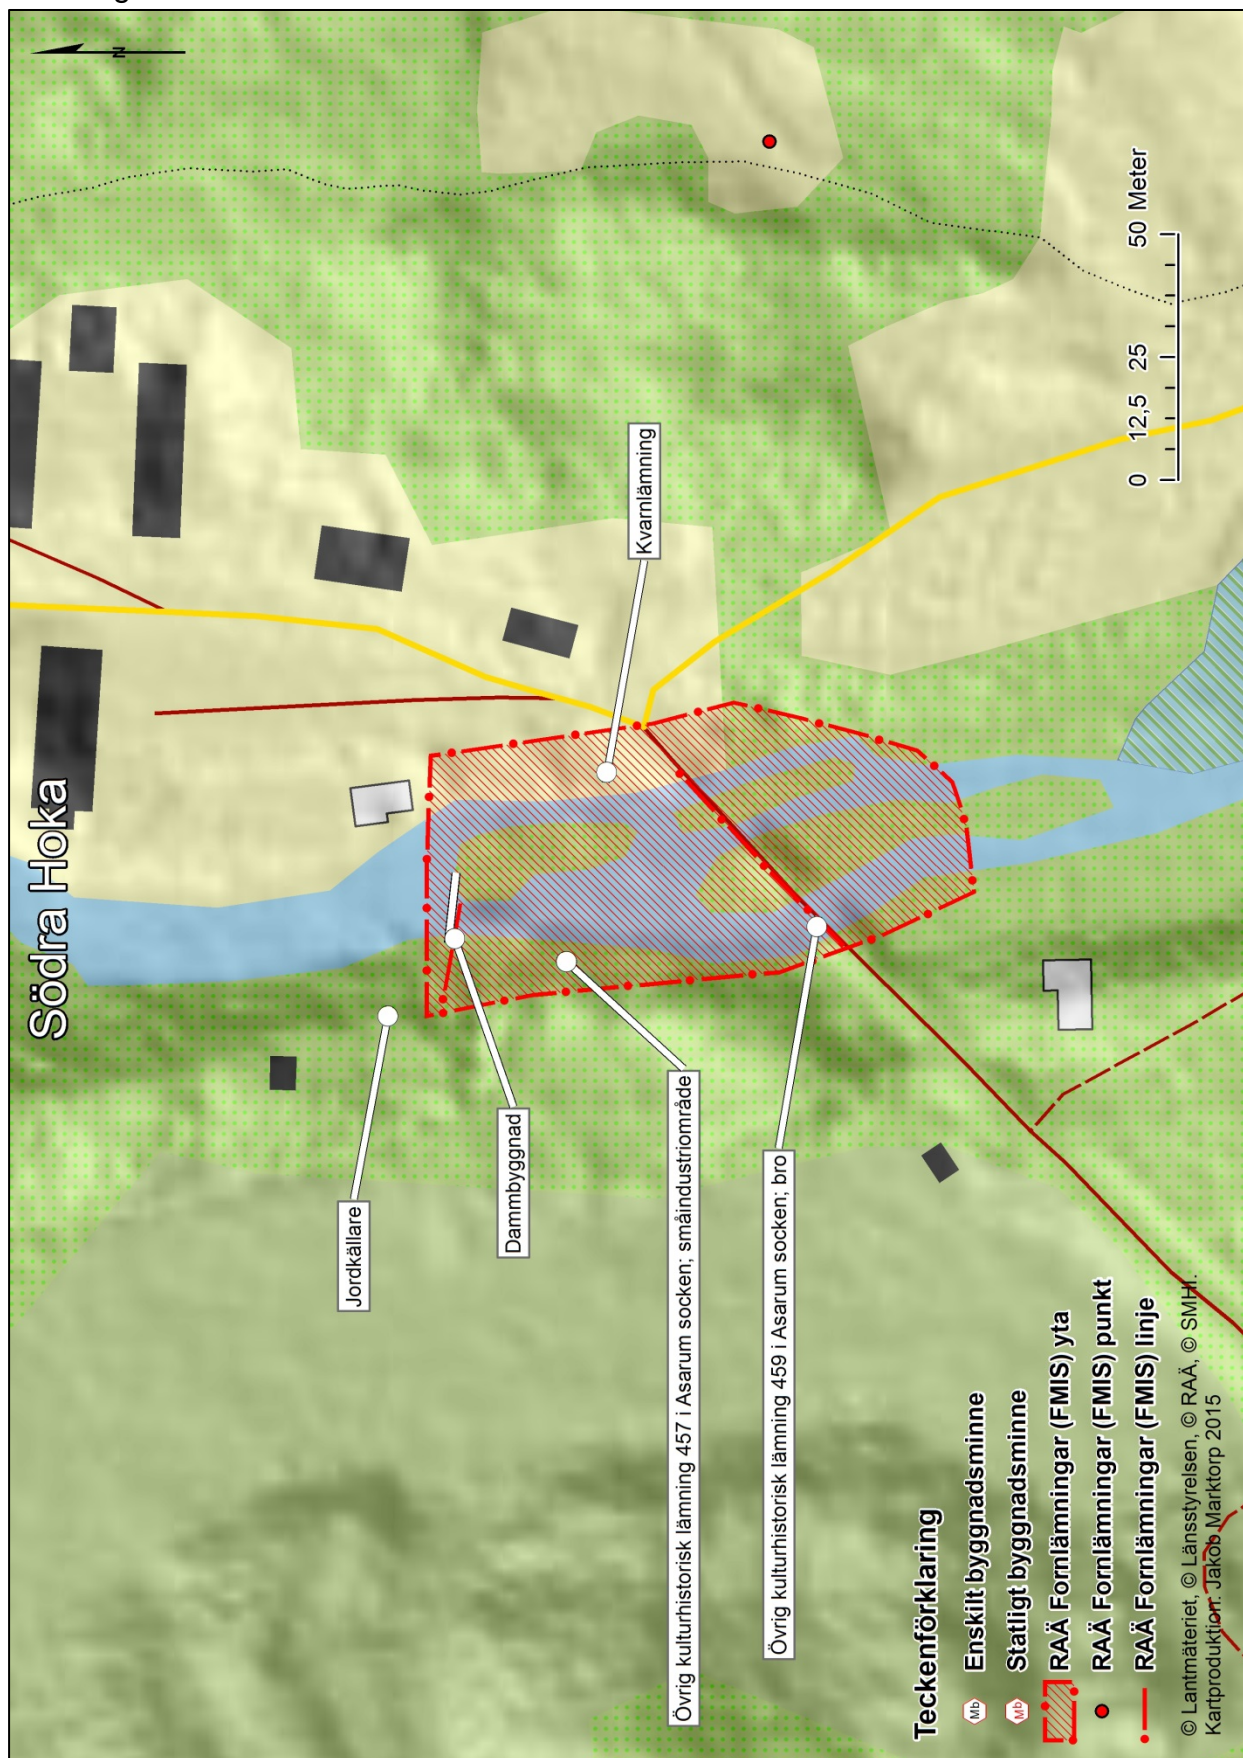 Södra Hoka
N
Jordkällare
Dammbyggnad
Kvarnlämning
Övrig kulturhistorisk lämning 457 i Asarum socken; småindustriområde
Övrig kulturhistorisk lämning 459 i Asarum socken; bro
Teckenförklaring
Mb Enskilt byggnadsminne
Mb Statligt byggnadsminne
RAÄ Fornlämningar (FMIS) yta
RAÄ Fornlämningar (FMIS) punkt
RAÄ Fornlämningar (FMIS) linje
0 12,5 25 50 Meter
© Lantmäteriet, © Länsstyrelsen, © RAÄ, © SMHI.
Kartproduktion: Jakob Marktorp 2015